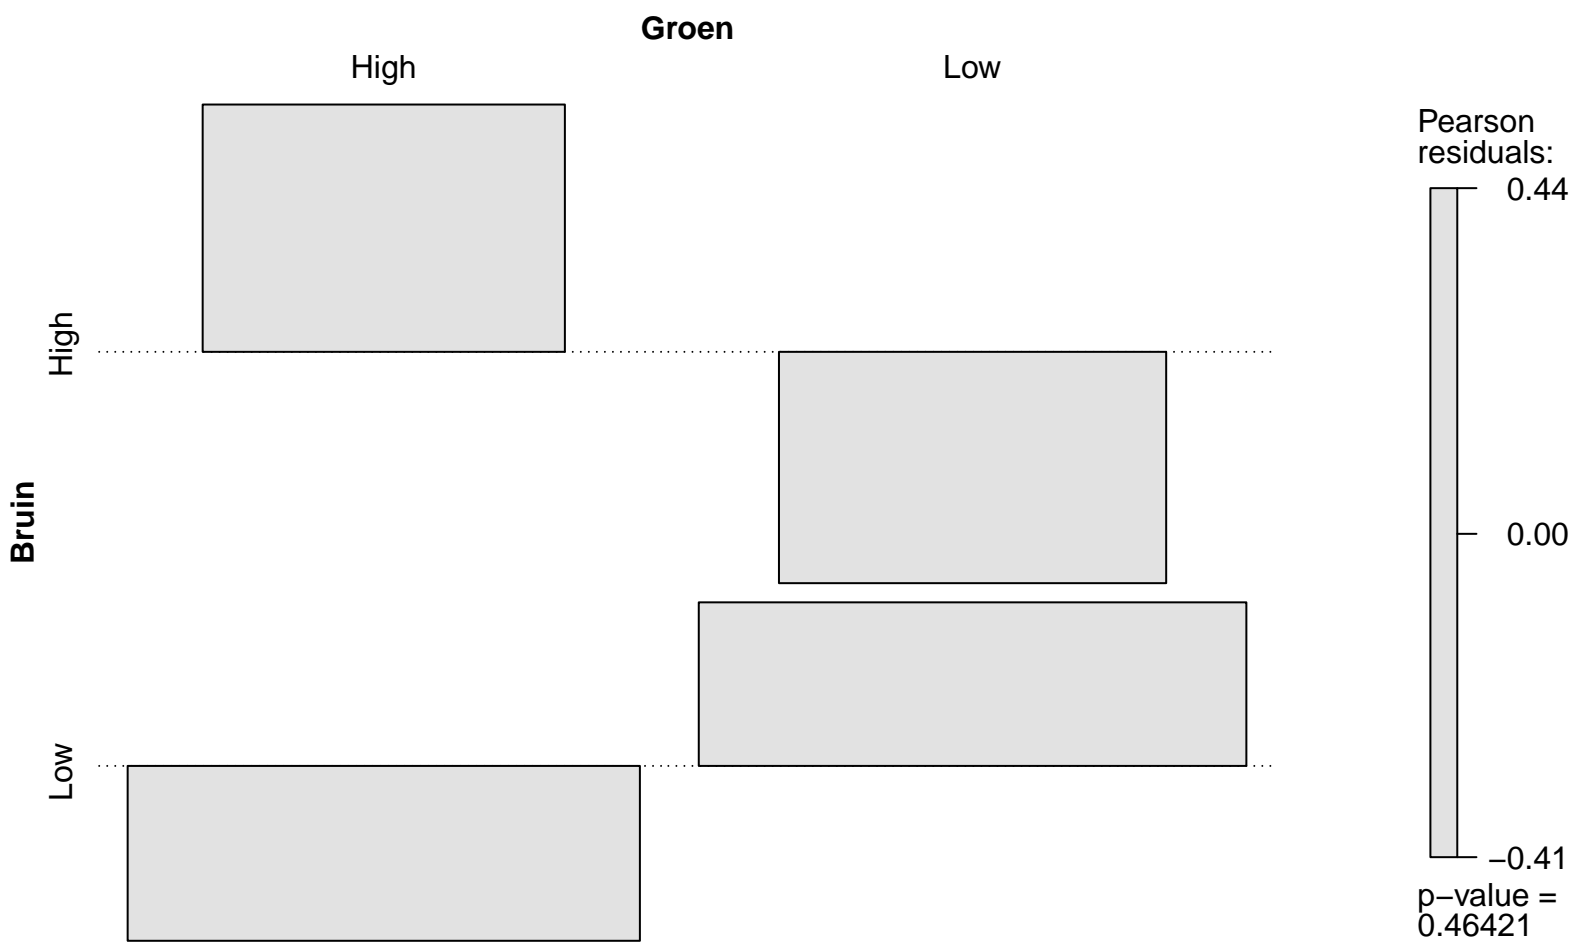 Groen
High Low
Bruin
High
Low
Pearson
residuals:
0.44
0.00
−0.41
p−value =
0.46421